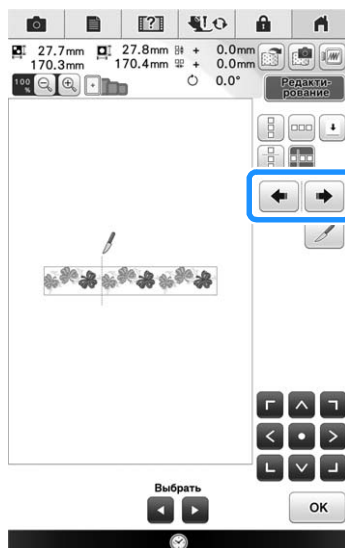 27.7mm 27.8mm + 0.0mm
170.3mm 170.4mm + 0.0mm
100 % 0.0°
Редакти-
рование
Выбрать
OK